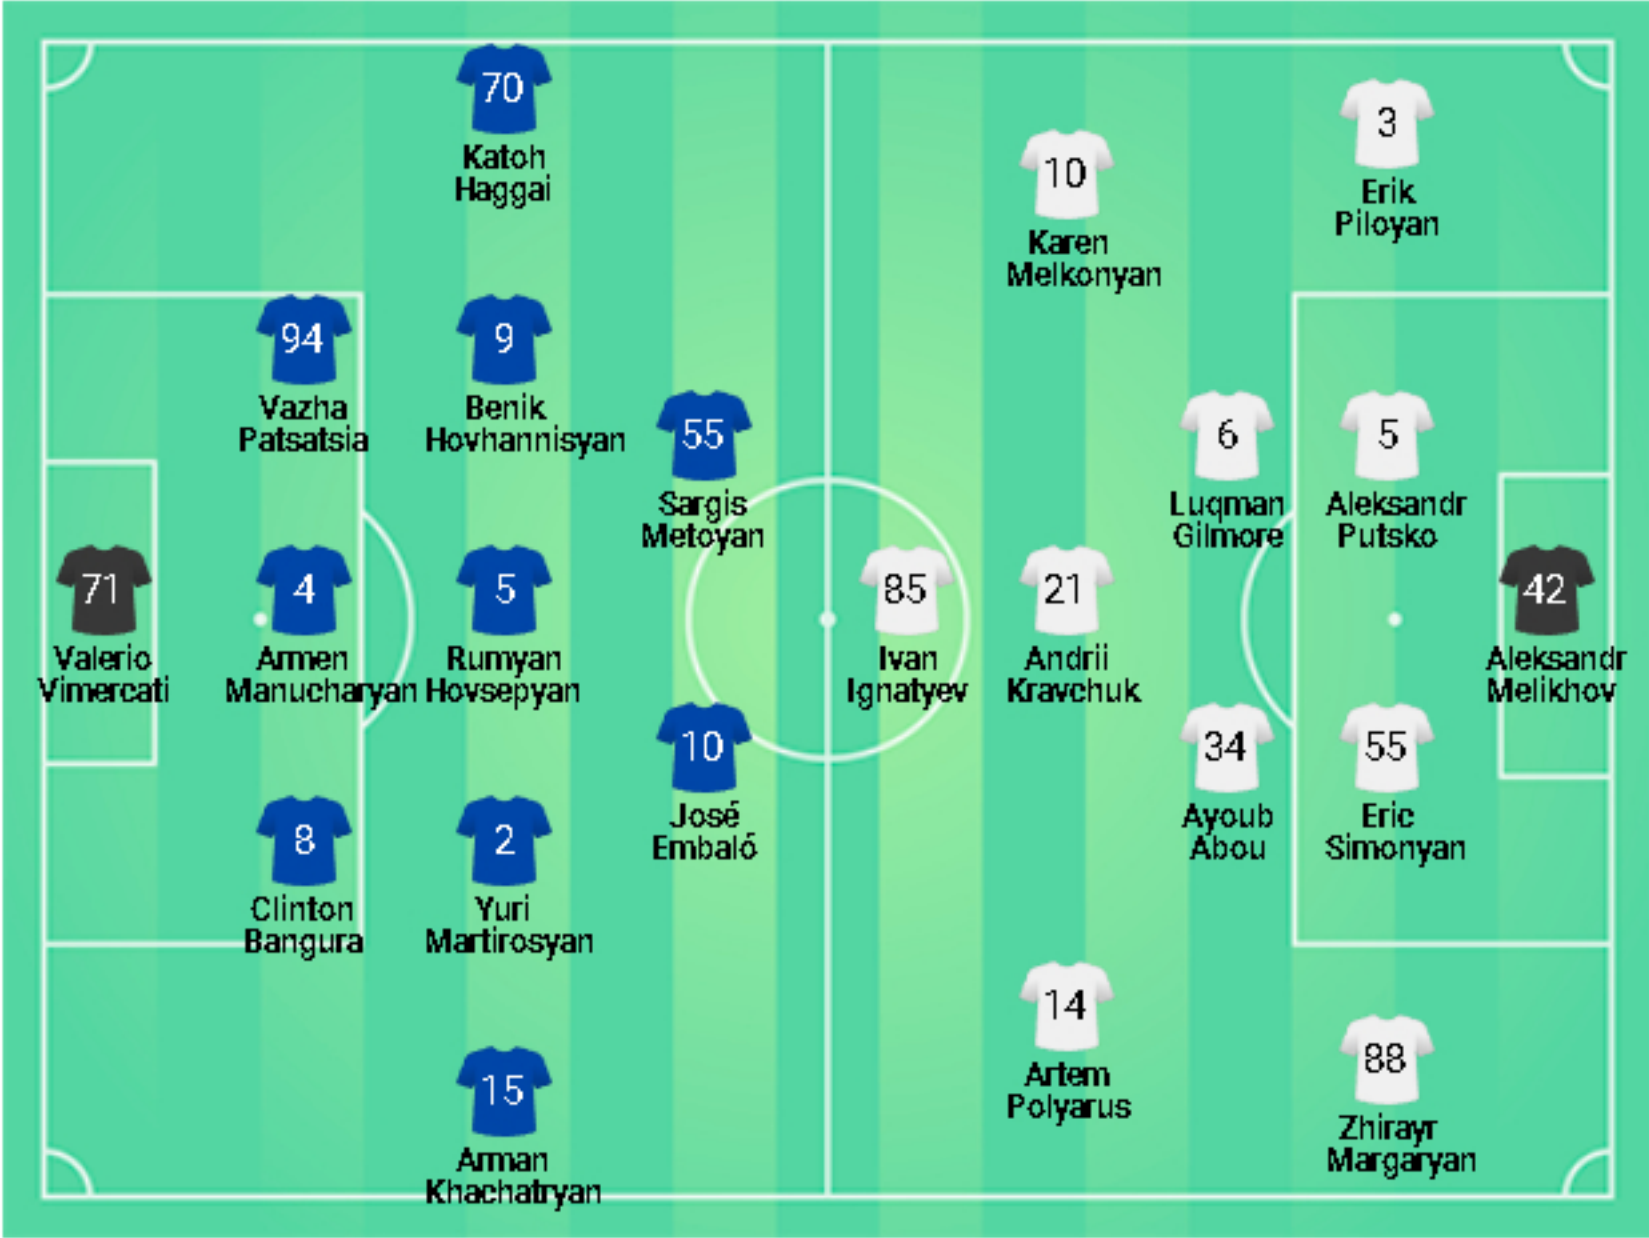 70
Katoh
Haggai
3
Erik
Piloyan
10
Karen
Melkonyan
94
Vazha
Patsatsia
9
Benik
Hovhannisyan
55
Sargis
Metoyan
6
Luqman
Gilmore
5
Aleksandr
Putsko
71
Valerio
Vimercati
4
Armen
Manucharyan
5
Rumyan
Hovsepyan
85
Ivan
Ignatyev
21
Andrii
Kravchuk
42
Aleksandr
Melikhov
10
José
Embaló
34
Ayoub
Abou
55
Eric
Simonyan
8
Clinton
Bangura
2
Yuri
Martirosyan
14
Artem
Polyarus
88
Zhirayr
Margaryan
15
Arman
Khachatryan